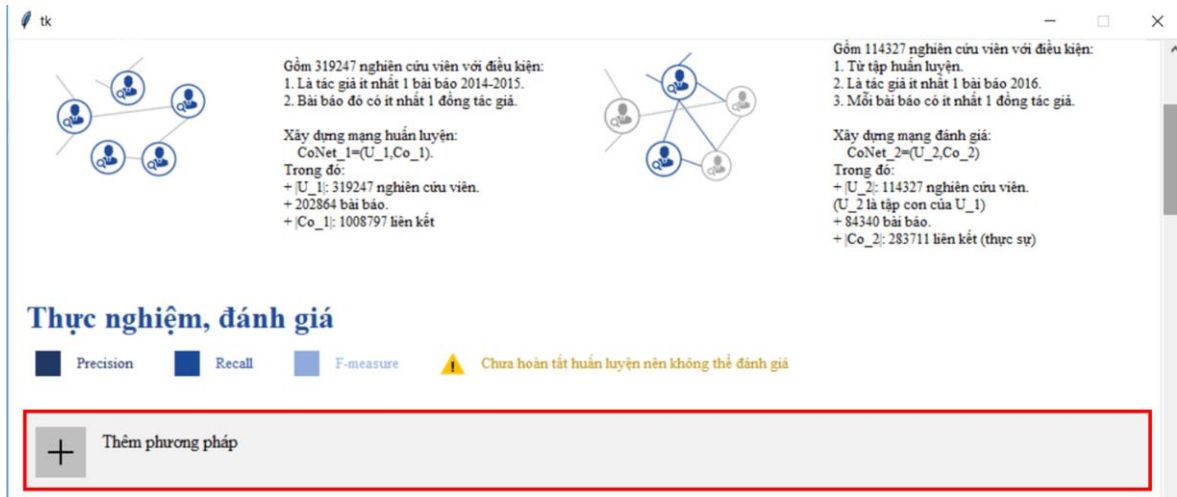 tk
Gồm 319247 nghiên cứu viên với điều kiện:
1. Là tác giả ít nhất 1 bài báo 2014-2015.
2. Bài báo đó có ít nhất 1 đồng tác giả.
Xây dựng mạng huấn luyện:
CoNet_1=(U_1,Co_1).
Trong đó:
+ |U_1|: 319247 nghiên cứu viên.
+ 202864 bài báo.
+ |Co_1|: 1008797 liên kết
Gồm 114327 nghiên cứu viên với điều kiện:
1. Từ tập huấn luyện.
2. Là tác giả ít nhất 1 bài báo 2016.
3. Mỗi bài báo có ít nhất 1 đồng tác giả.
Xây dựng mạng đánh giá:
CoNet_2=(U_2,Co_2)
Trong đó:
+ |U_2|: 114327 nghiên cứu viên.
(U_2 là tập con của U_1)
+ 84340 bài báo.
+ |Co_2|: 283711 liên kết (thực sự)
Thực nghiệm, đánh giá
Precision Recall F-measure Chưa hoàn tất huấn luyện nên không thể đánh giá
Thêm phương pháp